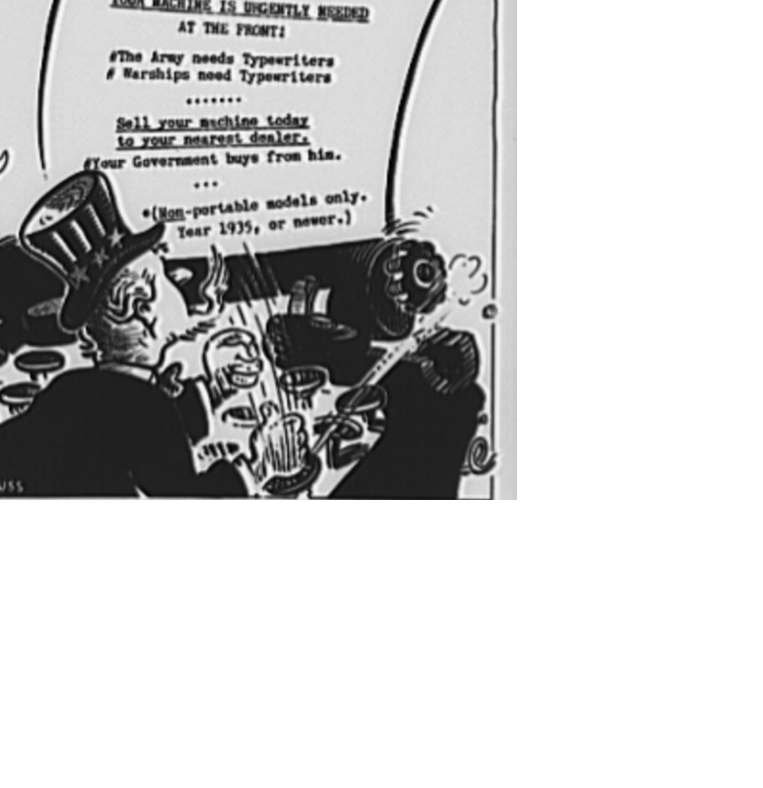 YOUR MACHINE IS URGENTLY NEEDED
AT THE FRONT!
#The Army needs Typewriters
# Warships need Typewriters
.......
Sell your machine today
to your nearest dealer.
#Your Government buys from him.
...
*(Non-portable models only.
Year 1935, or newer.)
USS